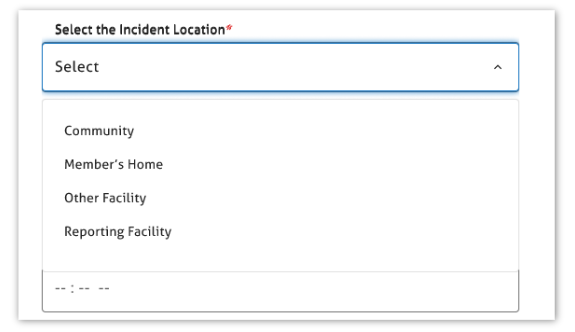 Select the Incident Location*
Select
Community
Member's Home
Other Facility
Reporting Facility
-- : -- --